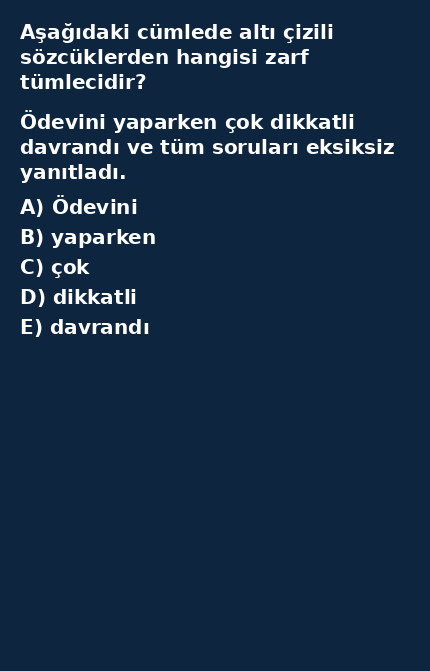 Aşağıdaki cümlede altı çizili
sözcüklerden hangisi zarf
tümlecidir?
Ödevini yaparken çok dikkatli
davrandı ve tüm soruları eksiksiz
yanıtladı.
A) Ödevini
B) yaparken
C) çok
D) dikkatli
E) davrandı